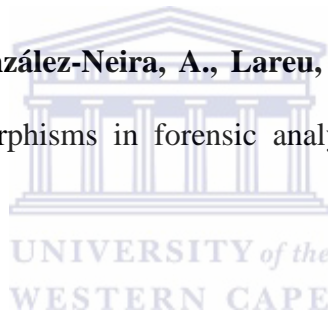 zález-Neira, A., Lareu,
rphisms in forensic analy
UNIVERSITY of the
WESTERN CAPE